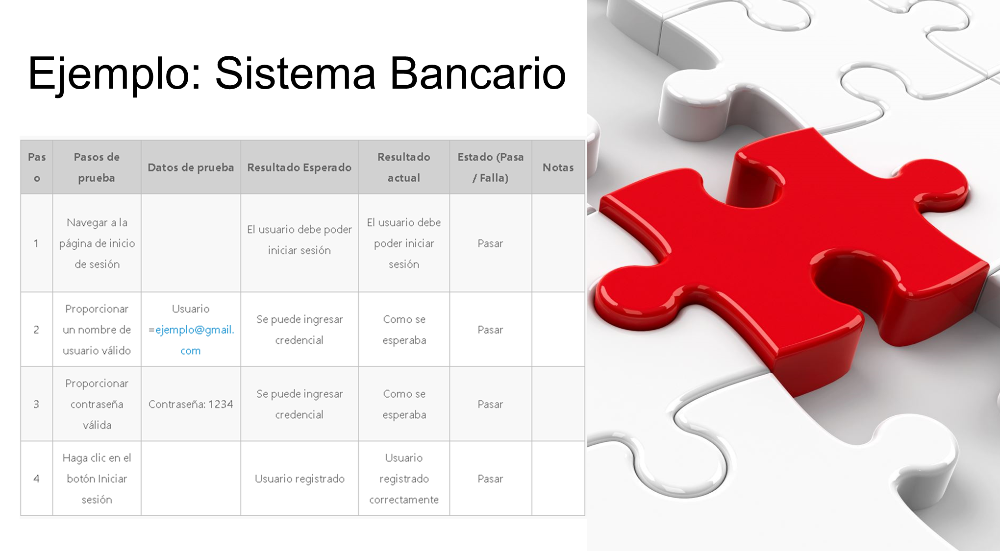 Ejemplo: Sistema Bancario
Pas
o
Pasos de
prueba
Datos de prueba
Resultado Esperado
Resultado
actual
Estado (Pasa
/ Falla)
Notas
1
Navegar a la
página de inicio
de sesión
El usuario debe poder
iniciar sesión
El usuario debe
poder iniciar
sesión
Pasar
2
Proporcionar
un nombre de
usuario válido
Usuario
=ejemplo@gmail.
com
Se puede ingresar
credencial
Como se
esperaba
Pasar
3
Proporcionar
contraseña
válida
Contraseña: 1234
Se puede ingresar
credencial
Como se
esperaba
Pasar
4
Haga clic en el
botón Iniciar
sesión
Usuario registrado
Usuario
registrado
correctamente
Pasar